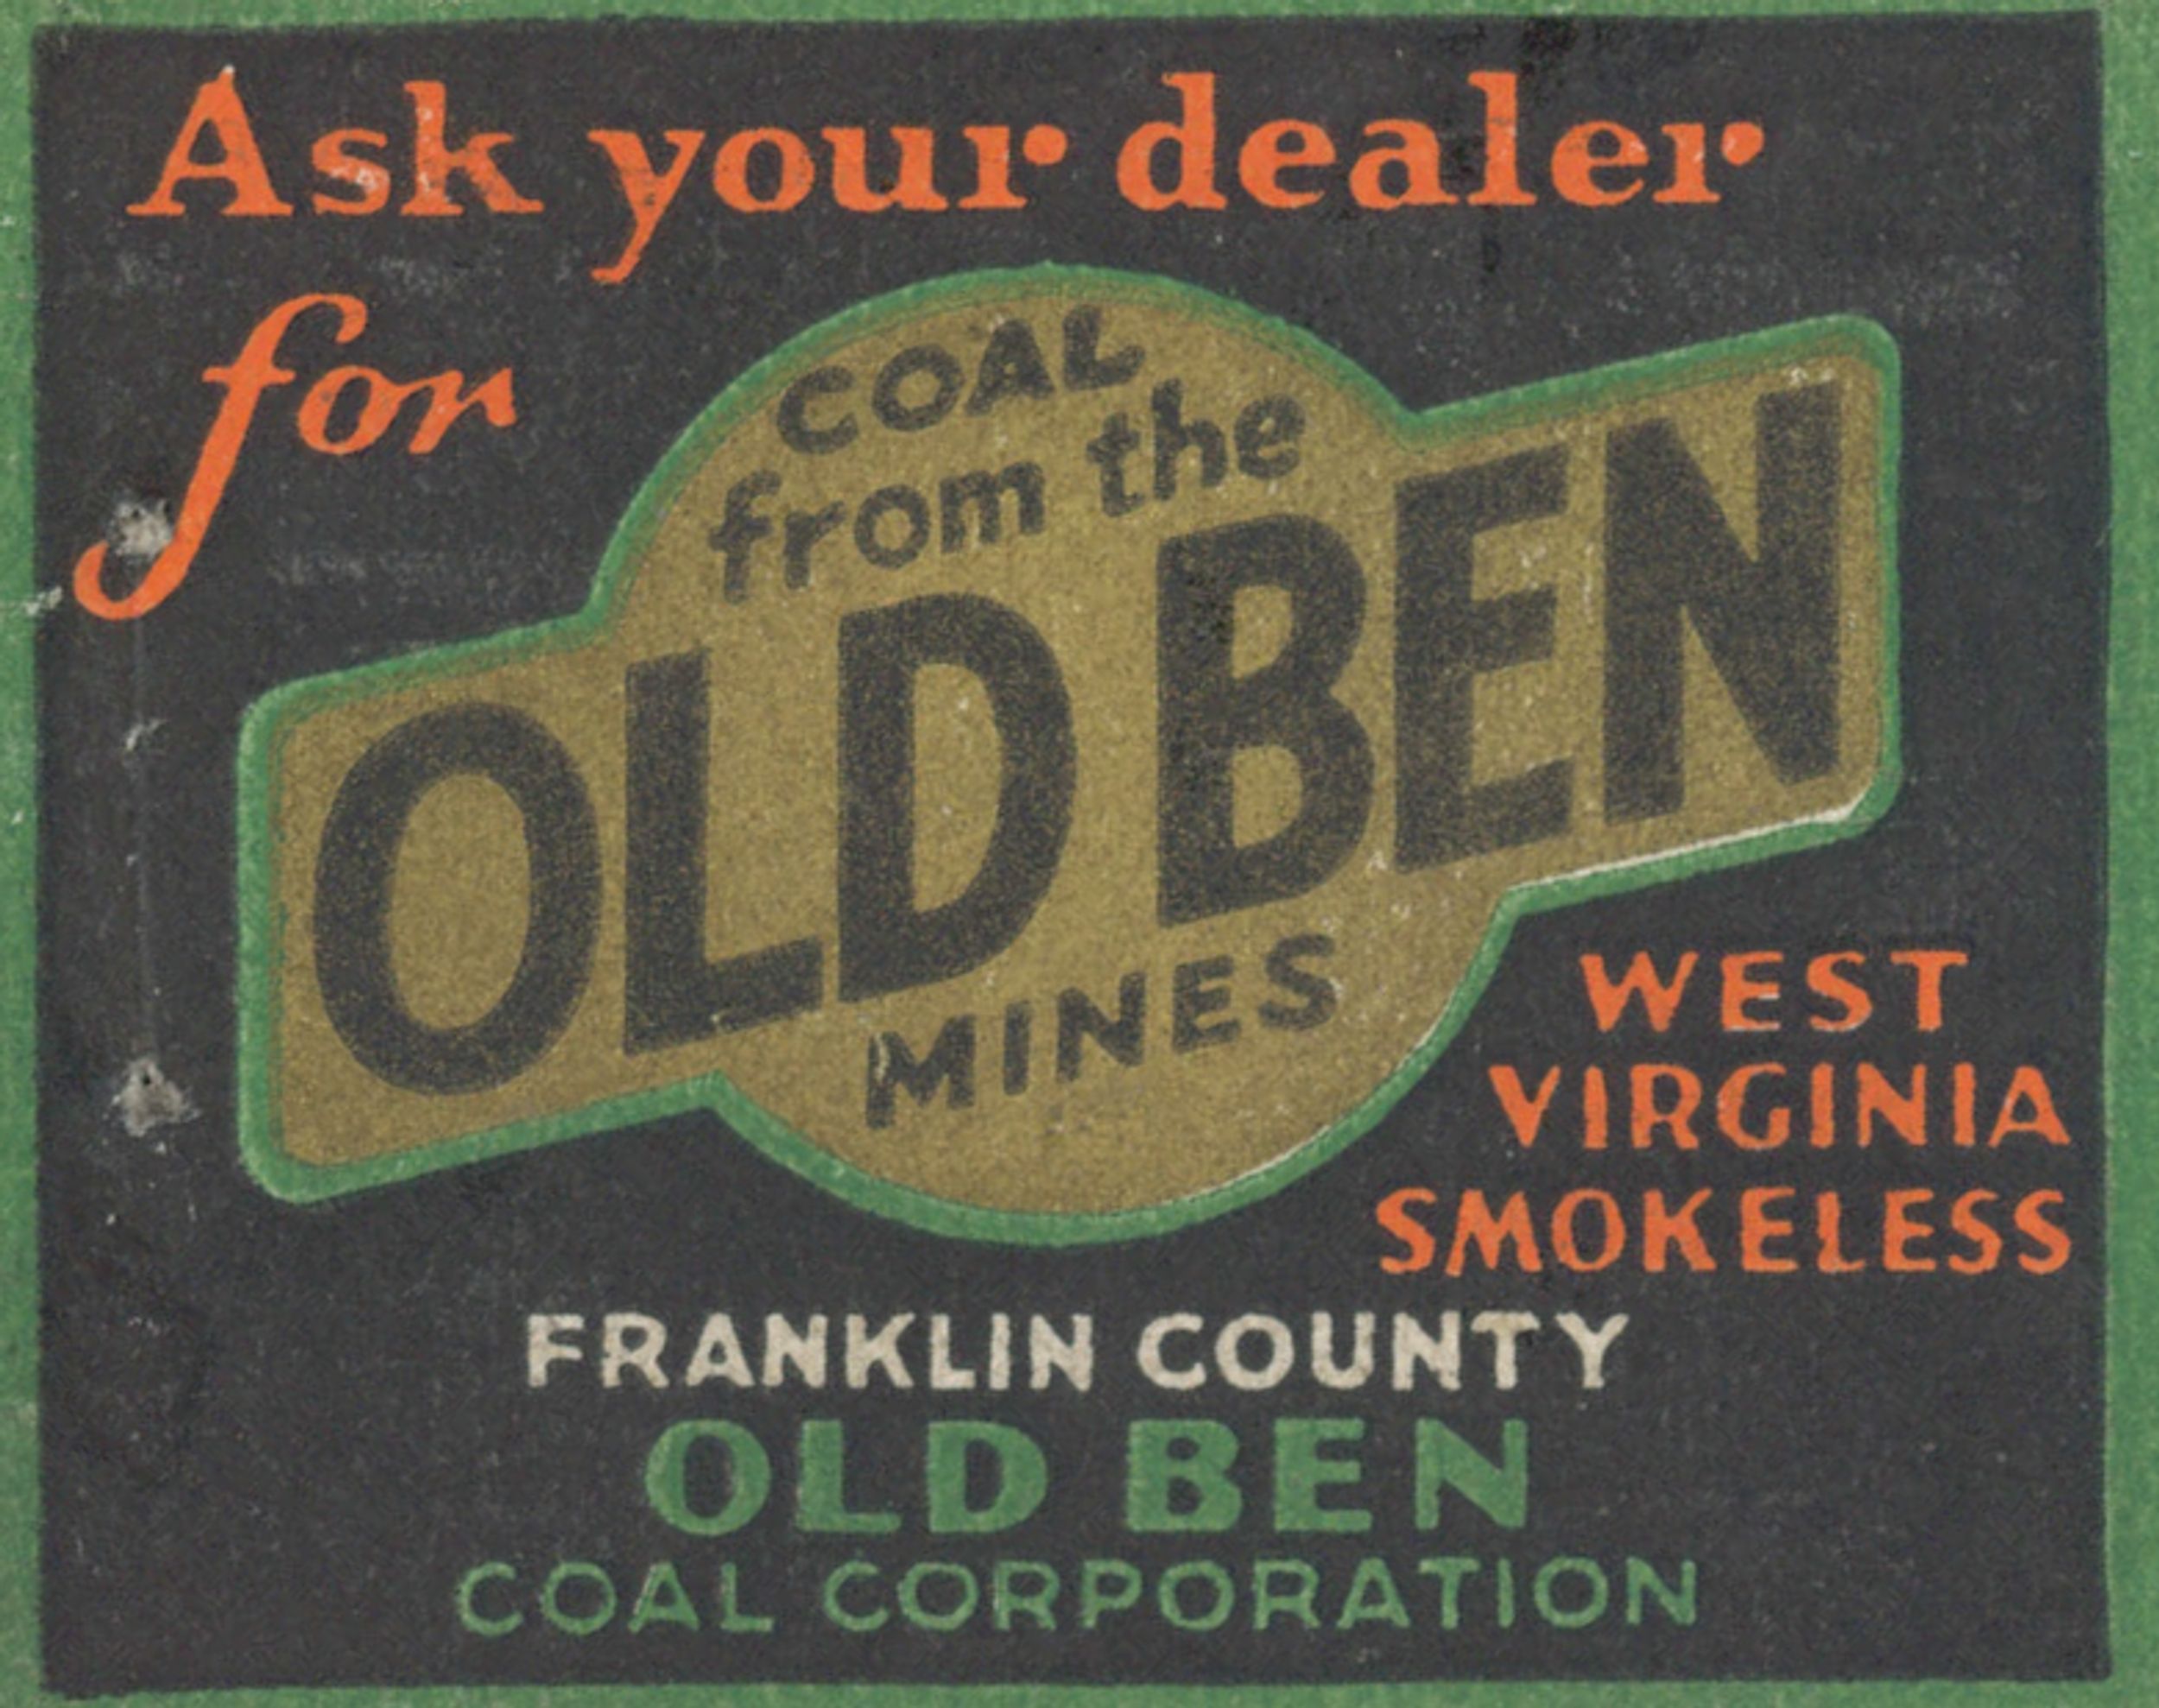 Ask your dealer
for
COAL
from the
OLD BEN
MINES
WEST
VIRGINIA
SMOKELESS
FRANKLIN COUNTY
OLD BEN
COAL CORPORATION